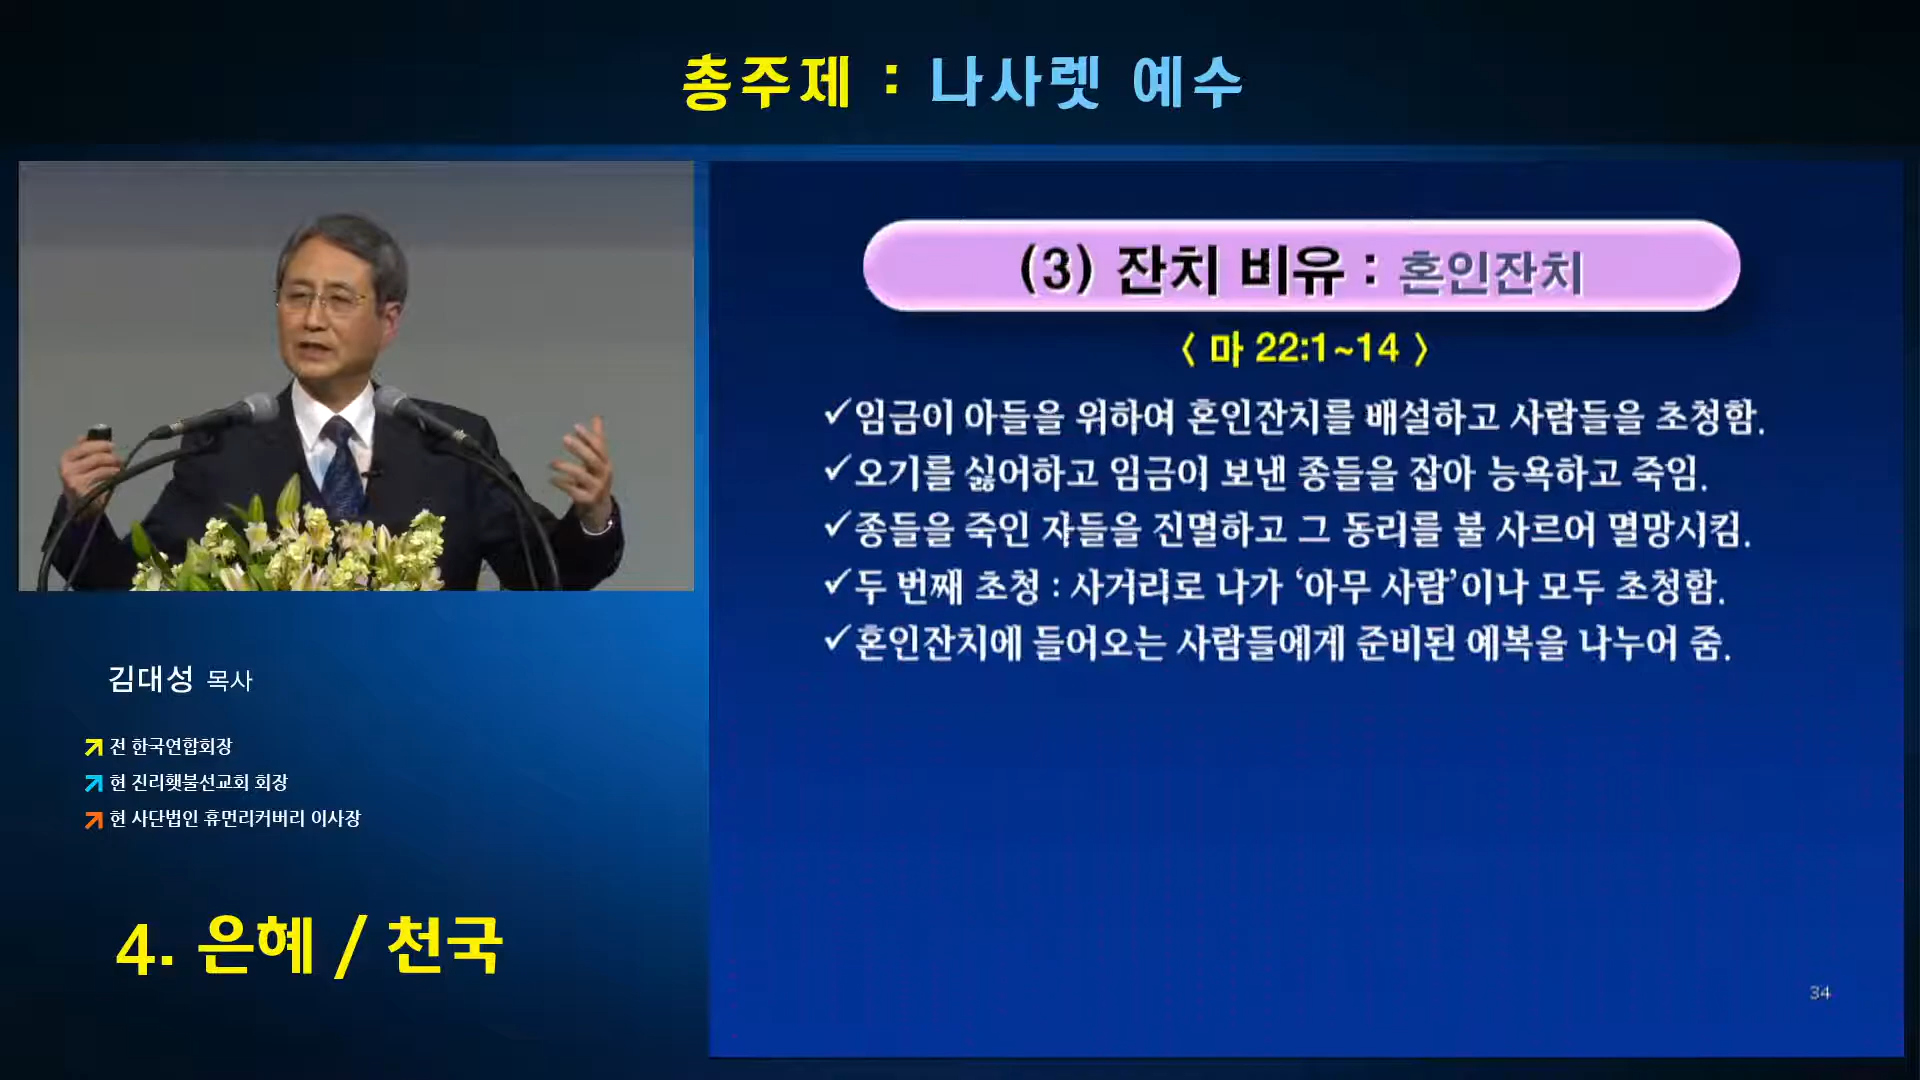 총주제 : 나사렛 예수
(3) 잔치 비유 : 혼인잔치
< 마 22:1~14 >
✓임금이 아들을 위하여 혼인잔치를 배설하고 사람들을 초청함.
✓오기를 싫어하고 임금이 보낸 종들을 잡아 능욕하고 죽임.
✓종들을 죽인 자들을 진멸하고 그 동리를 불 사르어 멸망시킴.
✓두 번째 초청 : 사거리로 나가 ‘아무 사람’이나 모두 초청함.
✓혼인잔치에 들어오는 사람들에게 준비된 예복을 나누어 줌.
34
김대성 목사
전 한국연합회장
현 진리횃불선교회 회장
현 사단법인 휴먼리커버리 이사장
4. 은혜 / 천국